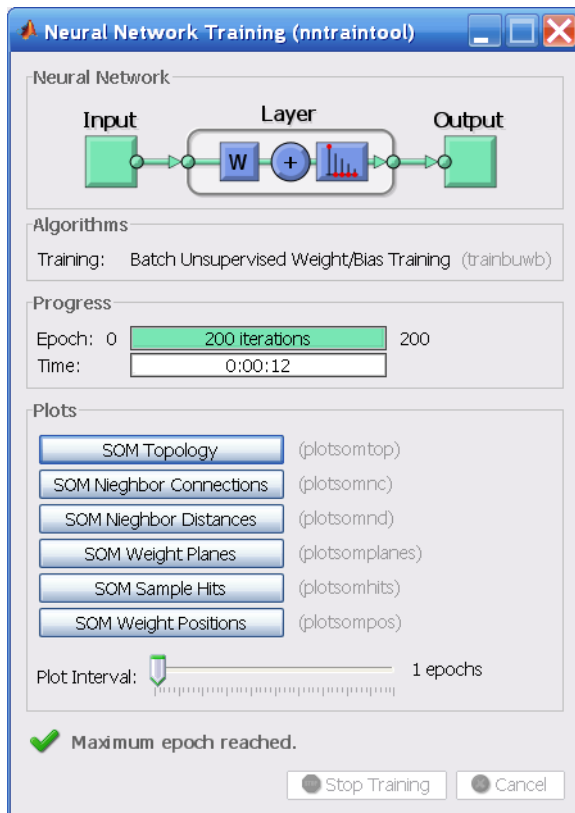 Neural Network Training (nntraintool)
Neural Network
Input Layer Output
W +
Algorithms
Training: Batch Unsupervised Weight/Bias Training (trainbuwb)
Progress
Epoch: 0 200 iterations 200
Time: 0:00:12
Plots
SOM Topology (plotsomtop)
SOM Nieghbor Connections (plotsomnc)
SOM Nieghbor Distances (plotsomnd)
SOM Weight Planes (plotsomplanes)
SOM Sample Hits (plotsomhits)
SOM Weight Positions (plotsompos)
Plot Interval: 1 epochs
Maximum epoch reached.
Stop Training Cancel